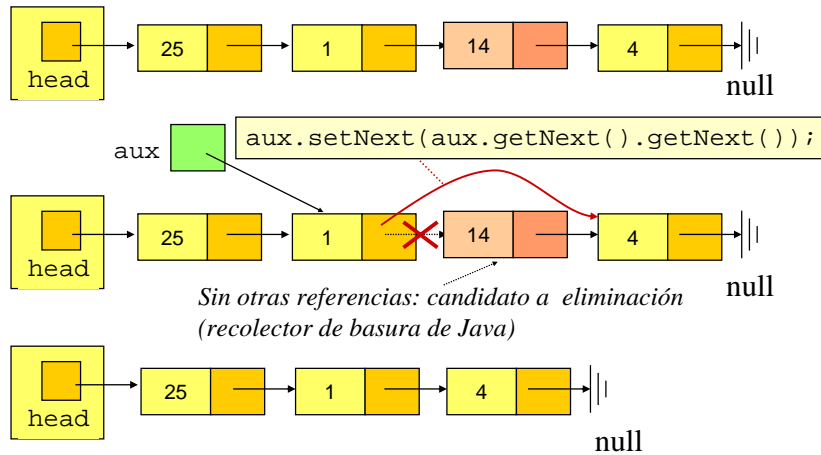 25 1 14 4
head
null
aux
aux.setNext(aux.getNext().getNext());
25 1 14 4
head
null
Sin otras referencias: candidato a eliminación
(recolector de basura de Java)
25 1 4
head
null